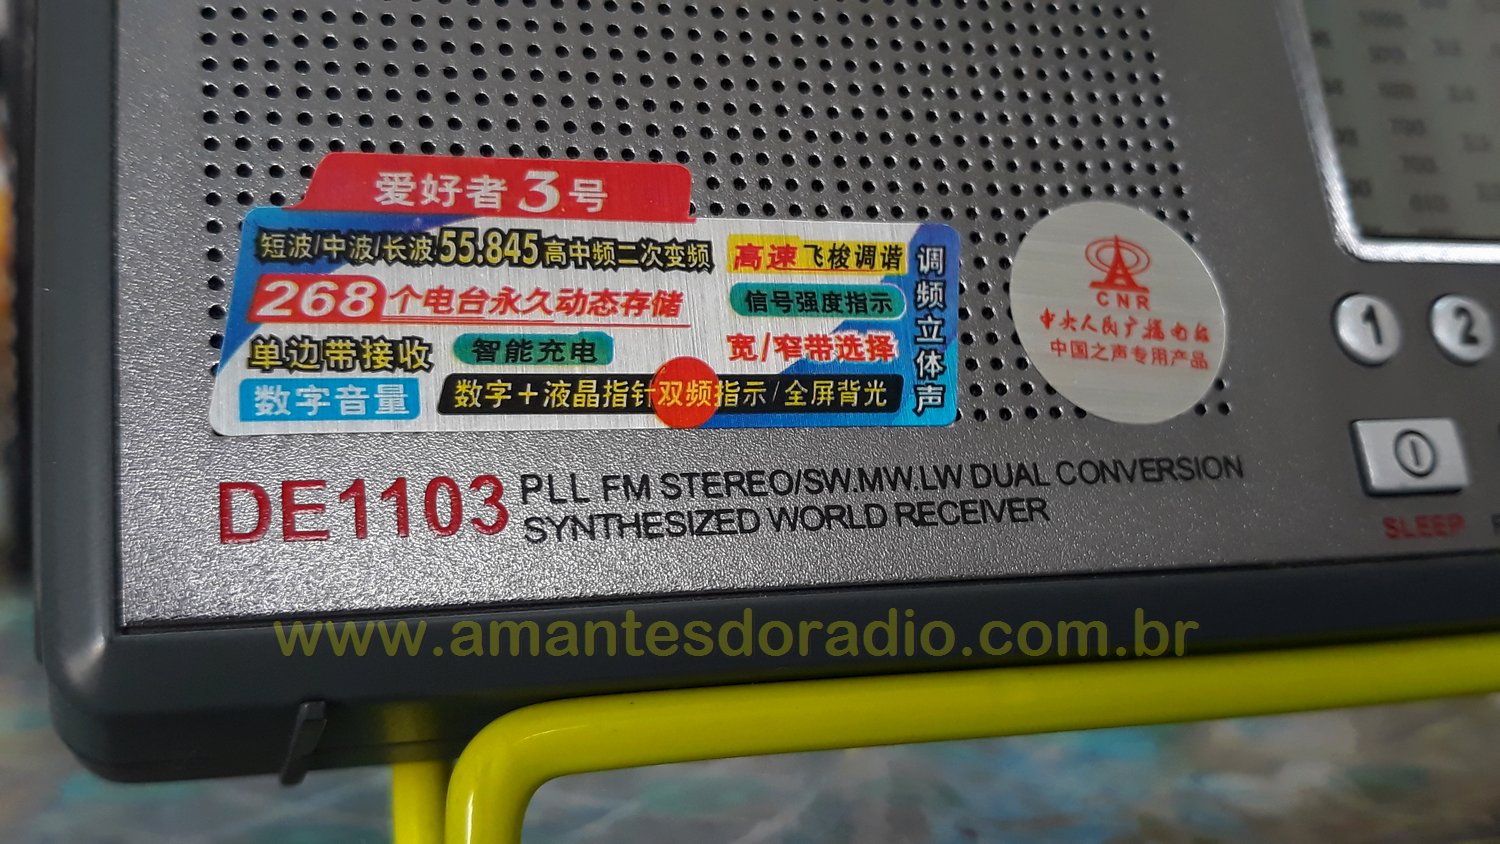 爱好者3号
短波/中波/长波/55.845高中频二次变频
高速飞梭调谐
268个电台永久动态存储
信号强度指示
单边带接收
智能充电
宽/窄带选择
数字音量
数字+液晶指针双频指示/全屏背光
调频立体声
CNR
中央人民广播电台
中国之声专用产品
1 2
SLEEP
DE1103 PLL FM STEREO/SW.MW.LW DUAL CONVERSION
SYNTHESIZED WORLD RECEIVER
www.amantesdoradio.com.br